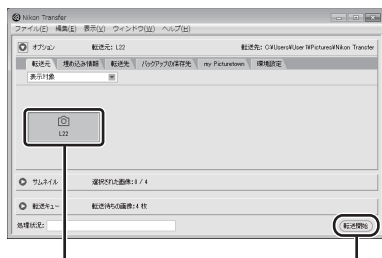 Nikon Transfer
ファイル(F) 編集(E) 表示(V) ウィンドウ(W) ヘルプ(H)
オプション 転送元: L22 転送先: C:¥Users¥User 1¥Pictures¥Nikon Transfer
転送元 埋め込み情報 転送先 バックアップの保存先 my Picturetown 環境設定
表示対象
L22
サムネイル 選択された画像: 0 / 4
転送キュー 転送待ちの画像: 4 枚
処理状況: 転送開始